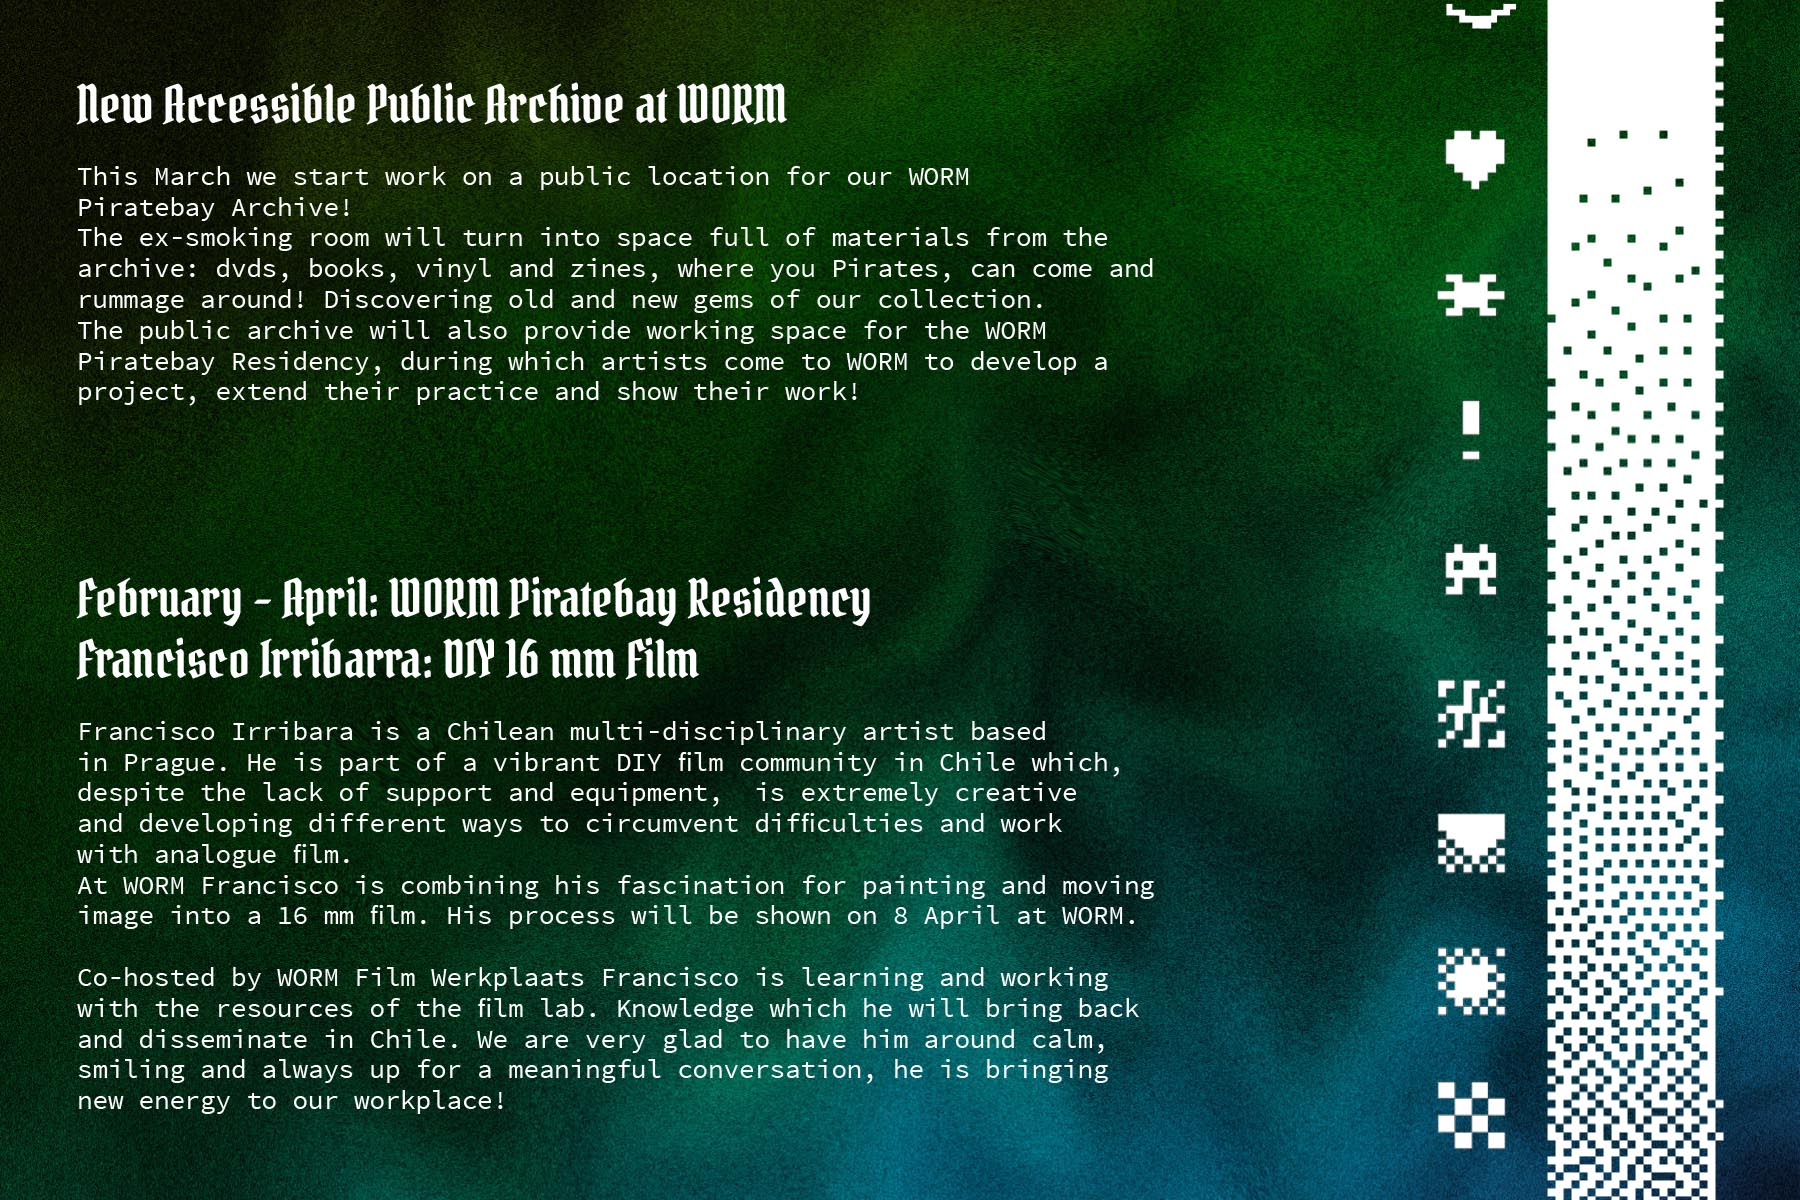 New Accessible Public Archive at WORM
This March we start work on a public location for our WORM
Piratebay Archive!
The ex-smoking room will turn into space full of materials from the
archive: dvds, books, vinyl and zines, where you Pirates, can come and
rummage around! Discovering old and new gems of our collection.
The public archive will also provide working space for the WORM
Piratebay Residency, during which artists come to WORM to develop a
project, extend their practice and show their work!
February - April: WORM Piratebay Residency
Francisco Irribarra: DIY 16 mm Film
Francisco Irribara is a Chilean multi-disciplinary artist based
in Prague. He is part of a vibrant DIY film community in Chile which,
despite the lack of support and equipment,  is extremely creative
and developing different ways to circumvent difficulties and work
with analogue film.
At WORM Francisco is combining his fascination for painting and moving
image into a 16 mm film. His process will be shown on 8 April at WORM.
Co-hosted by WORM Film Werkplaats Francisco is learning and working
with the resources of the film lab. Knowledge which he will bring back
and disseminate in Chile. We are very glad to have him around calm,
smiling and always up for a meaningful conversation, he is bringing
new energy to our workplace!